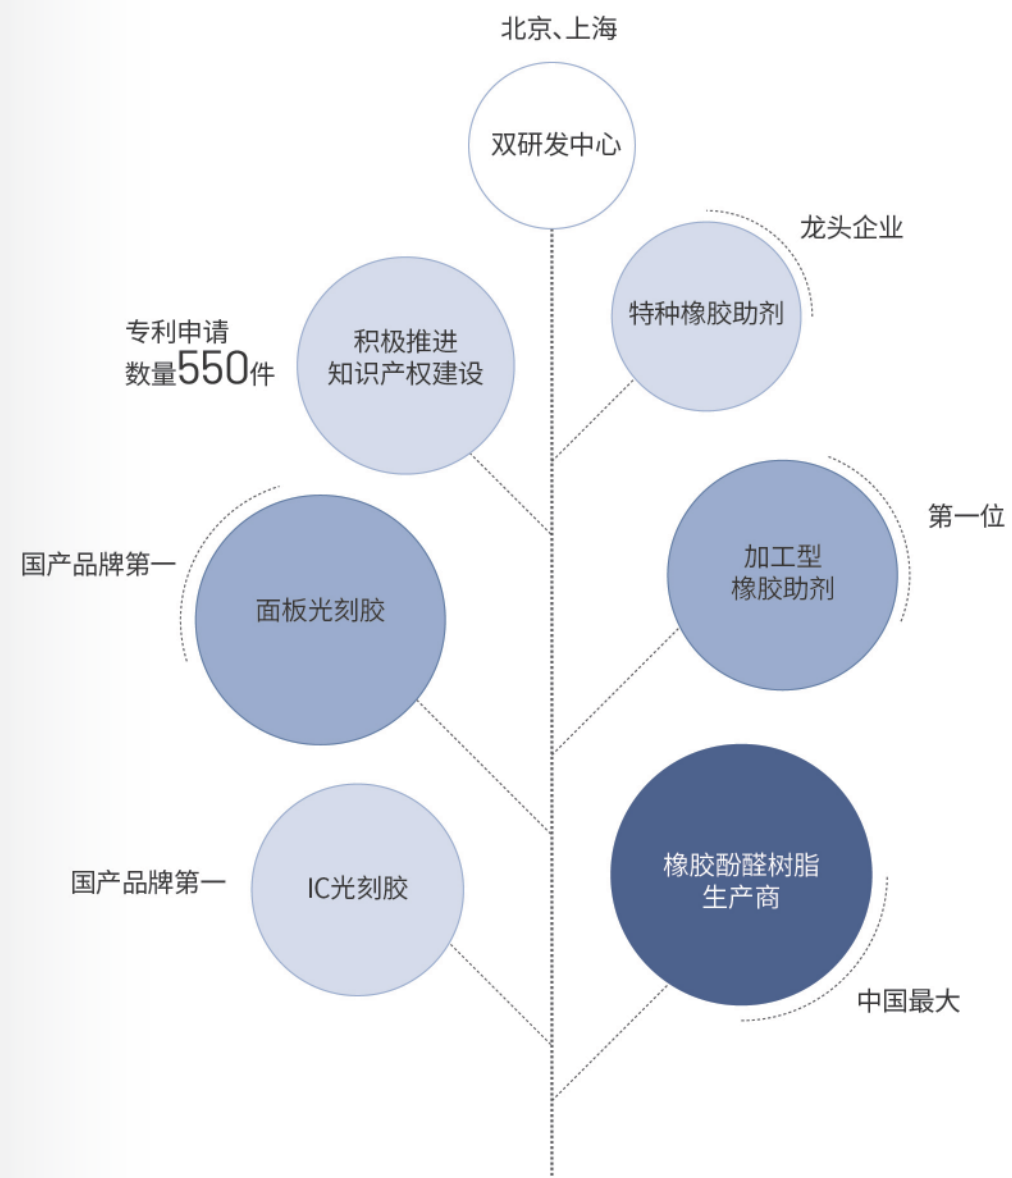 北京、上海
双研发中心
龙头企业
特种橡胶助剂
专利申请
数量550件
积极推进
知识产权建设
国产品牌第一
面板光刻胶
第一位
加工型
橡胶助剂
国产品牌第一
IC光刻胶
橡胶酚醛树脂
生产商
中国最大